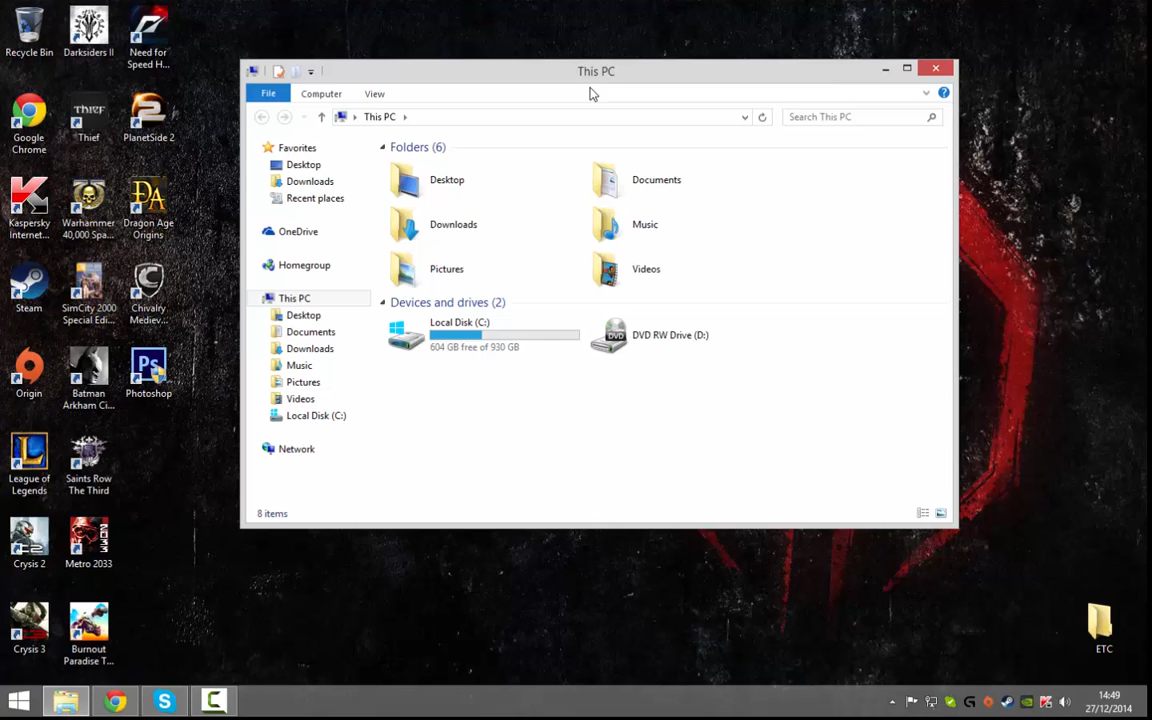 Recycle Bin
Darksiders II
Need for
Speed H...
Google
Chrome
Thief
PlanetSide 2
Kaspersky
Internet...
Warhammer
40,000 Spa...
Dragon Age
Origins
Steam
SimCity 2000
Special Edi...
Chivalry
Mediev...
Origin
Batman
Arkham Ci...
Photoshop
League of
Legends
Saints Row
The Third
Crysis 2
Metro 2033
Crysis 3
Burnout
Paradise T...
ETC
This PC
File
Computer
View
This PC
Search This PC
Favorites
Desktop
Downloads
Recent places
OneDrive
Homegroup
This PC
Desktop
Documents
Downloads
Music
Pictures
Videos
Local Disk (C:)
Network
Folders (6)
Desktop
Documents
Downloads
Music
Pictures
Videos
Devices and drives (2)
Local Disk (C:)
604 GB free of 930 GB
DVD
DVD RW Drive (D:)
8 items
14:49
27/12/2014